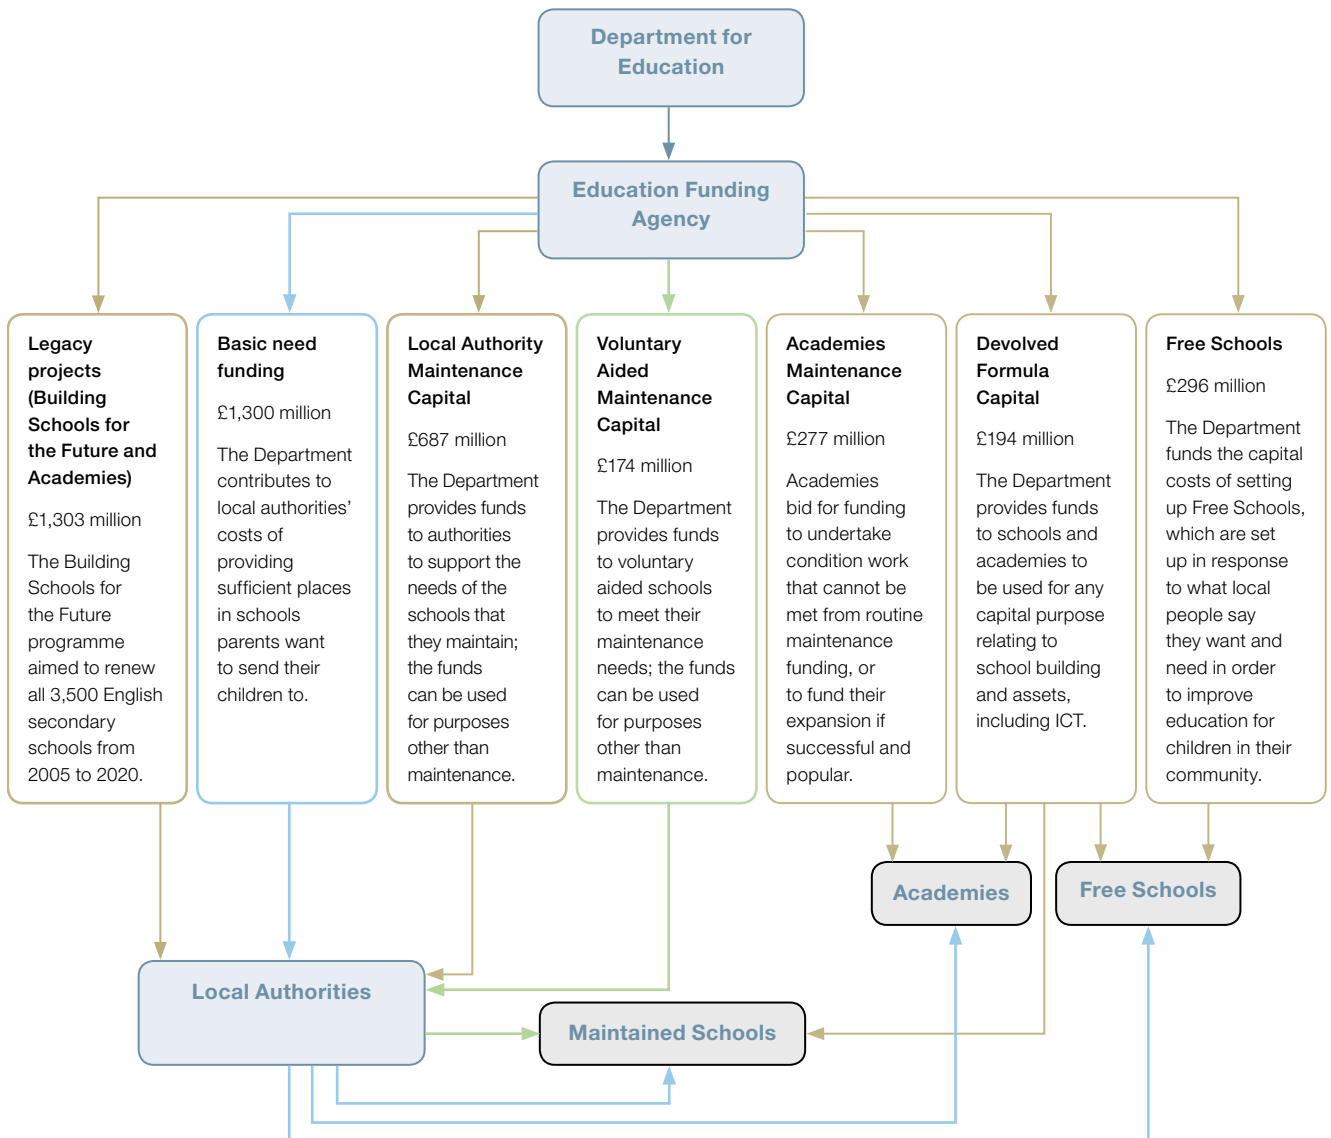 Department for
Education
Education Funding
Agency
Legacy
projects
(Building
Schools for
the Future and
Academies)
£1,303 million
The Building
Schools for
the Future
programme
aimed to renew
all 3,500 English
secondary
schools from
2005 to 2020.
Basic need
funding
£1,300 million
The Department
contributes to
local authorities’
costs of
providing
sufficient places
in schools
parents want
to send their
children to.
Local Authority
Maintenance
Capital
£687 million
The Department
provides funds
to authorities
to support the
needs of the
schools that
they maintain;
the funds
can be used
for purposes
other than
maintenance.
Voluntary
Aided
Maintenance
Capital
£174 million
The Department
provides funds
to voluntary
aided schools
to meet their
maintenance
needs; the funds
can be used
for purposes
other than
maintenance.
Academies
Maintenance
Capital
£277 million
Academies
bid for funding
to undertake
condition work
that cannot be
met from routine
maintenance
funding, or
to fund their
expansion if
successful and
popular.
Devolved
Formula
Capital
£194 million
The Department
provides funds
to schools and
academies to
be used for any
capital purpose
relating to
school building
and assets,
including ICT.
Free Schools
£296 million
The Department
funds the capital
costs of setting
up Free Schools,
which are set
up in response
to what local
people say
they want and
need in order
to improve
education for
children in their
community.
Academies
Free Schools
Local Authorities
Maintained Schools